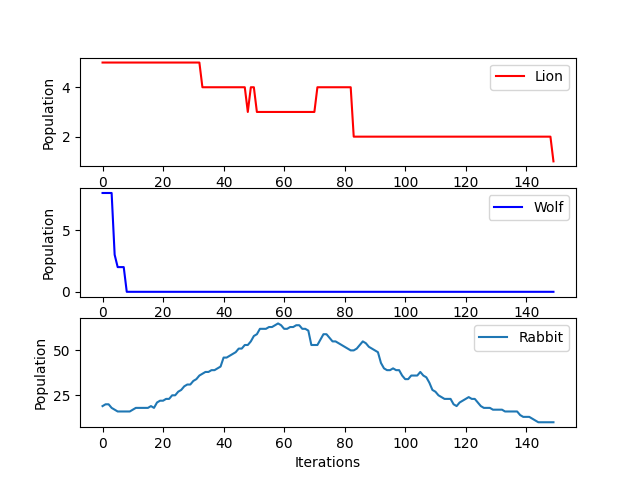 Population
4
2
Lion
0 20 40 60 80 100 120 140
Population
5
0
Wolf
0 20 40 60 80 100 120 140
Population
50
25
Rabbit
0 20 40 60 80 100 120 140
Iterations